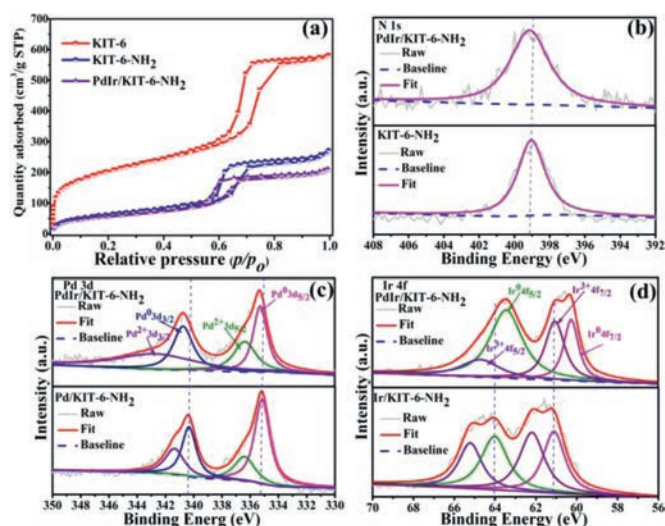 (a)
KIT-6
KIT-6-NH₂
PdIr/KIT-6-NH₂
Quantity adsorbed (cm³/g STP)
700
600
500
400
300
200
100
0
0.0 0.2 0.4 0.6 0.8 1.0
Relative pressure (p/pₒ)
N 1s
(b)
PdIr/KIT-6-NH₂
Raw
Baseline
Fit
KIT-6-NH₂
Raw
Baseline
Fit
Intensity (a.u.)
408 406 404 402 400 398 396 394 392
Binding Energy (eV)
Pd 3d
(c)
PdIr/KIT-6-NH₂
Raw
Fit
Baseline
Pd²⁺3d₃/₂
Pd⁰3d₃/₂
Pd²⁺3d₅/₂
Pd⁰3d₅/₂
Pd/KIT-6-NH₂
Raw
Fit
Baseline
Intensity (a.u.)
350 348 346 344 342 340 338 336 334 332 330
Binding Energy (eV)
Ir 4f
(d)
PdIr/KIT-6-NH₂
Raw
Fit
Baseline
Ir⁰4f₅/₂
Ir³⁺4f₇/₂
Ir³⁺4f₅/₂
Ir⁰4f₇/₂
Ir/KIT-6-NH₂
Raw
Fit
Baseline
Intensity (a.u.)
70 68 66 64 62 60 58 56
Binding Energy (eV)